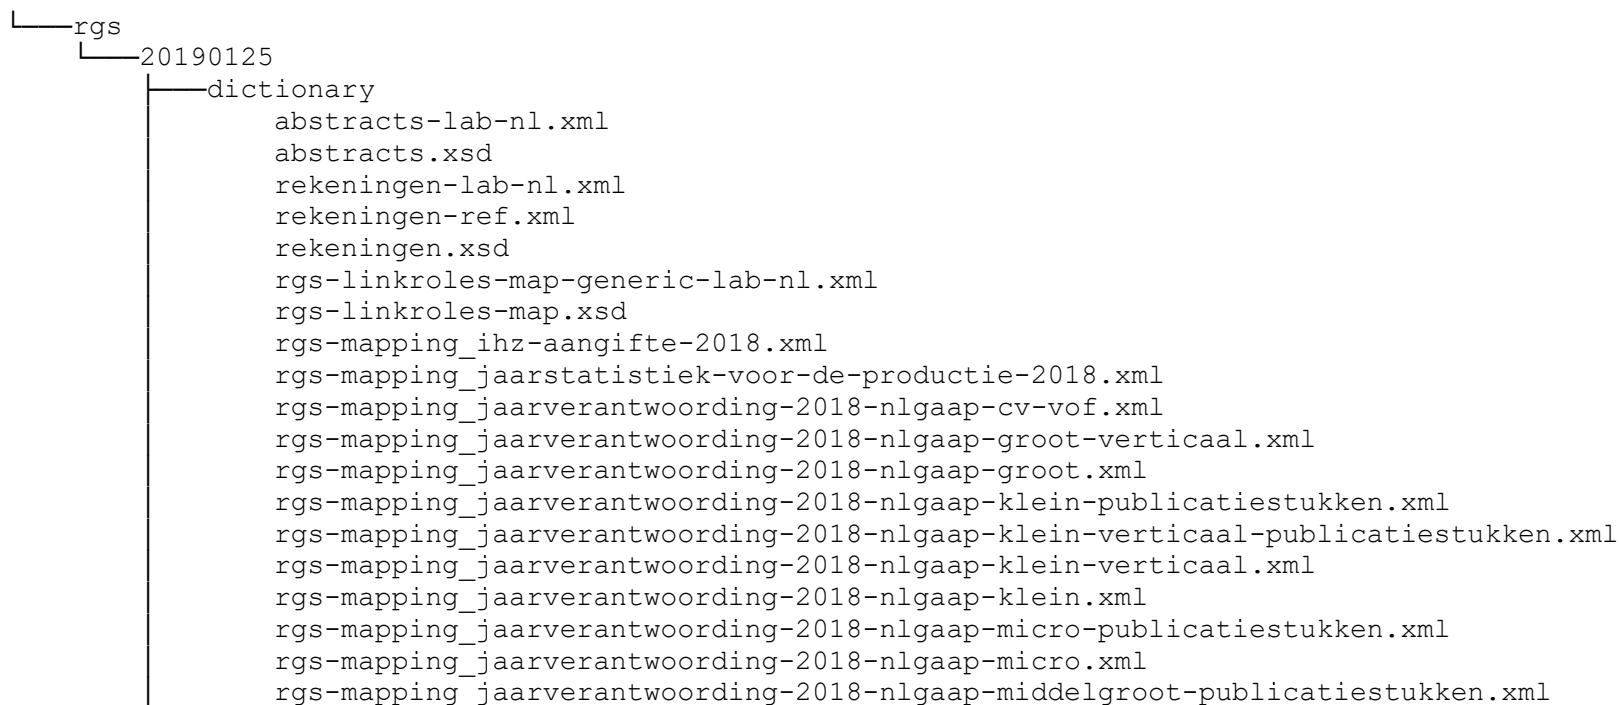 └───rgs
    └───20190125
        ├───dictionary
        │       abstracts-lab-nl.xml
        │       abstracts.xsd
        │       rekeningen-lab-nl.xml
        │       rekeningen-ref.xml
        │       rekeningen.xsd
        │       rgs-linkroles-map-generic-lab-nl.xml
        │       rgs-linkroles-map.xsd
        │       rgs-mapping_ihz-aangifte-2018.xml
        │       rgs-mapping_jaarstatistiek-voor-de-productie-2018.xml
        │       rgs-mapping_jaarverantwoording-2018-nlgaap-cv-vof.xml
        │       rgs-mapping_jaarverantwoording-2018-nlgaap-groot-verticaal.xml
        │       rgs-mapping_jaarverantwoording-2018-nlgaap-groot.xml
        │       rgs-mapping_jaarverantwoording-2018-nlgaap-klein-publicatiestukken.xml
        │       rgs-mapping_jaarverantwoording-2018-nlgaap-klein-verticaal-publicatiestukken.xml
        │       rgs-mapping_jaarverantwoording-2018-nlgaap-klein-verticaal.xml
        │       rgs-mapping_jaarverantwoording-2018-nlgaap-klein.xml
        │       rgs-mapping_jaarverantwoording-2018-nlgaap-micro-publicatiestukken.xml
        │       rgs-mapping_jaarverantwoording-2018-nlgaap-micro.xml
        │       rgs-mapping_jaarverantwoording-2018-nlgaap-middelgroot-publicatiestukken.xml